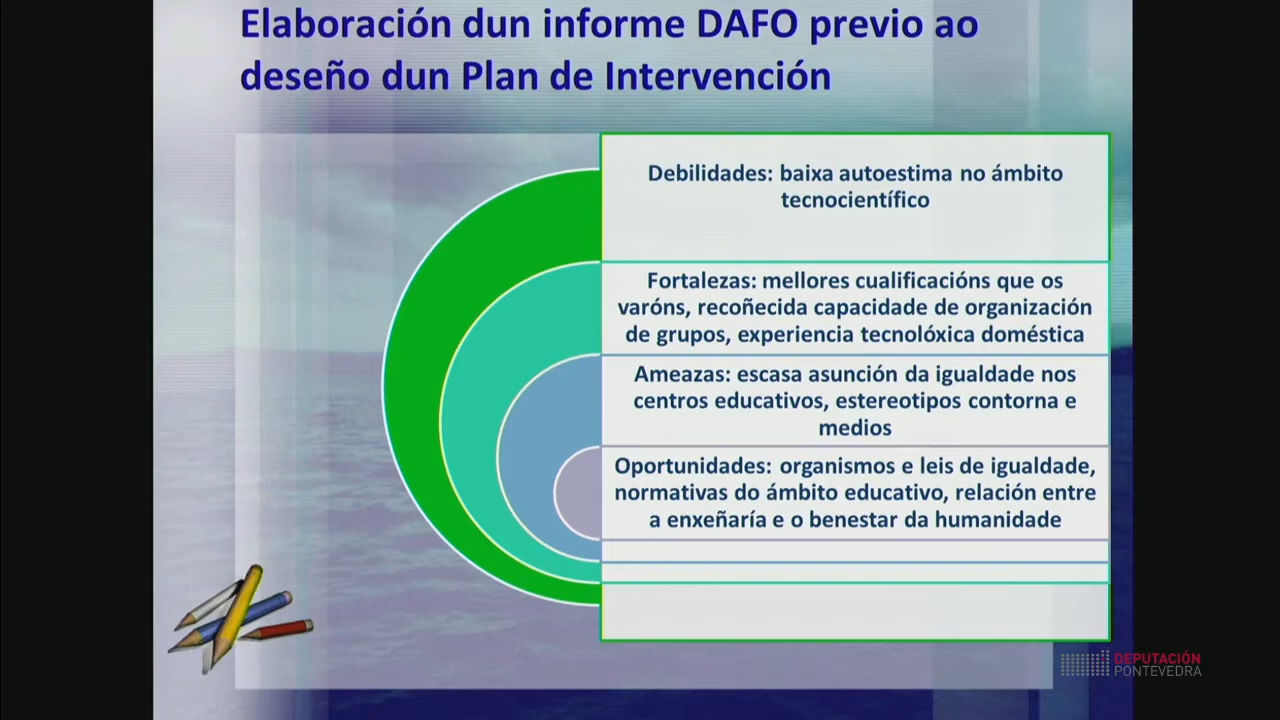 Elaboración dun informe DAFO previo ao
deseño dun Plan de Intervención
Debilidades: baixa autoestima no ámbito
tecnocientífico
Fortalezas: mellores cualificacións que os
varóns, recoñecida capacidade de organización
de grupos, experiencia tecnolóxica doméstica
Ameazas: escasa asunción da igualdade nos
centros educativos, estereotipos contorna e
medios
Oportunidades: organismos e leis de igualdade,
normativas do ámbito educativo, relación entre
a enxeñaría e o benestar da humanidade
DEPUTACIÓN
PONTEVEDRA